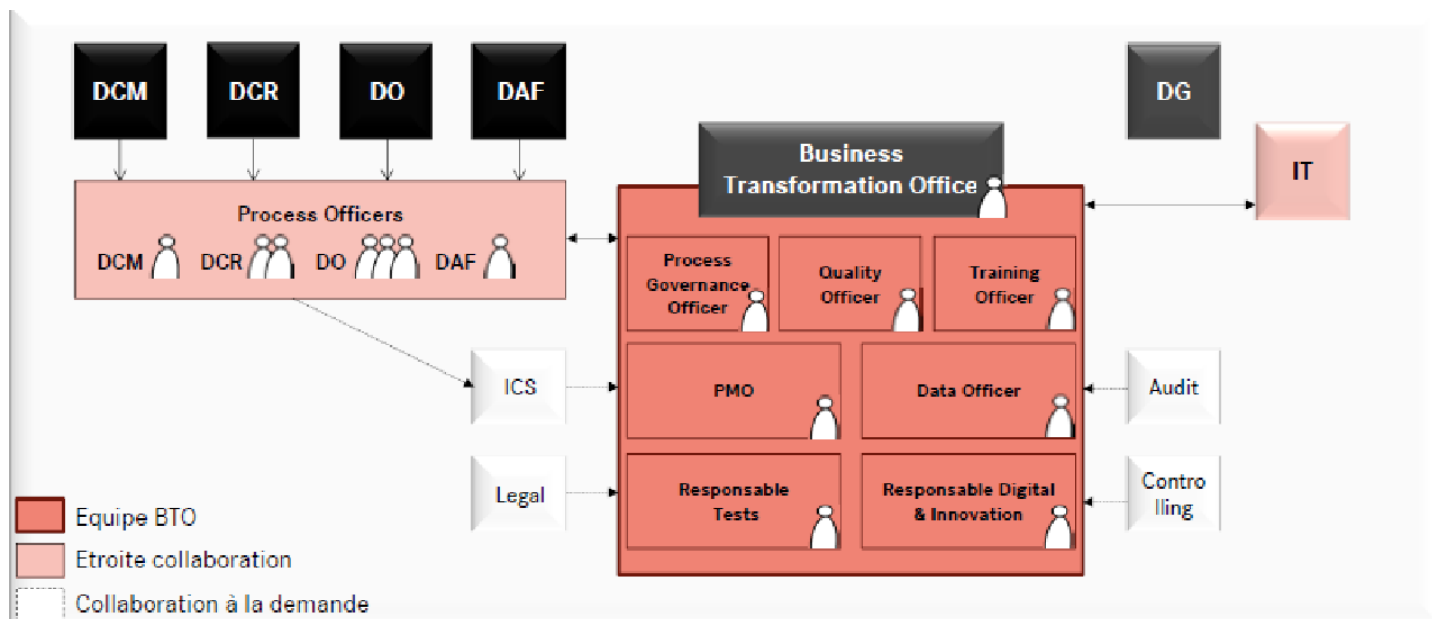 DCM
DCR
DO
DAF
DG
IT
Business
Transformation Office
Process Officers
DCM
DCR
DO
DAF
Process
Governance
Officer
Quality
Officer
Training
Officer
ICS
PMO
Data Officer
Audit
Legal
Responsable
Tests
Responsable Digital
& Innovation
Contro
lling
Equipe BTO
Etroite collaboration
Collaboration à la demande